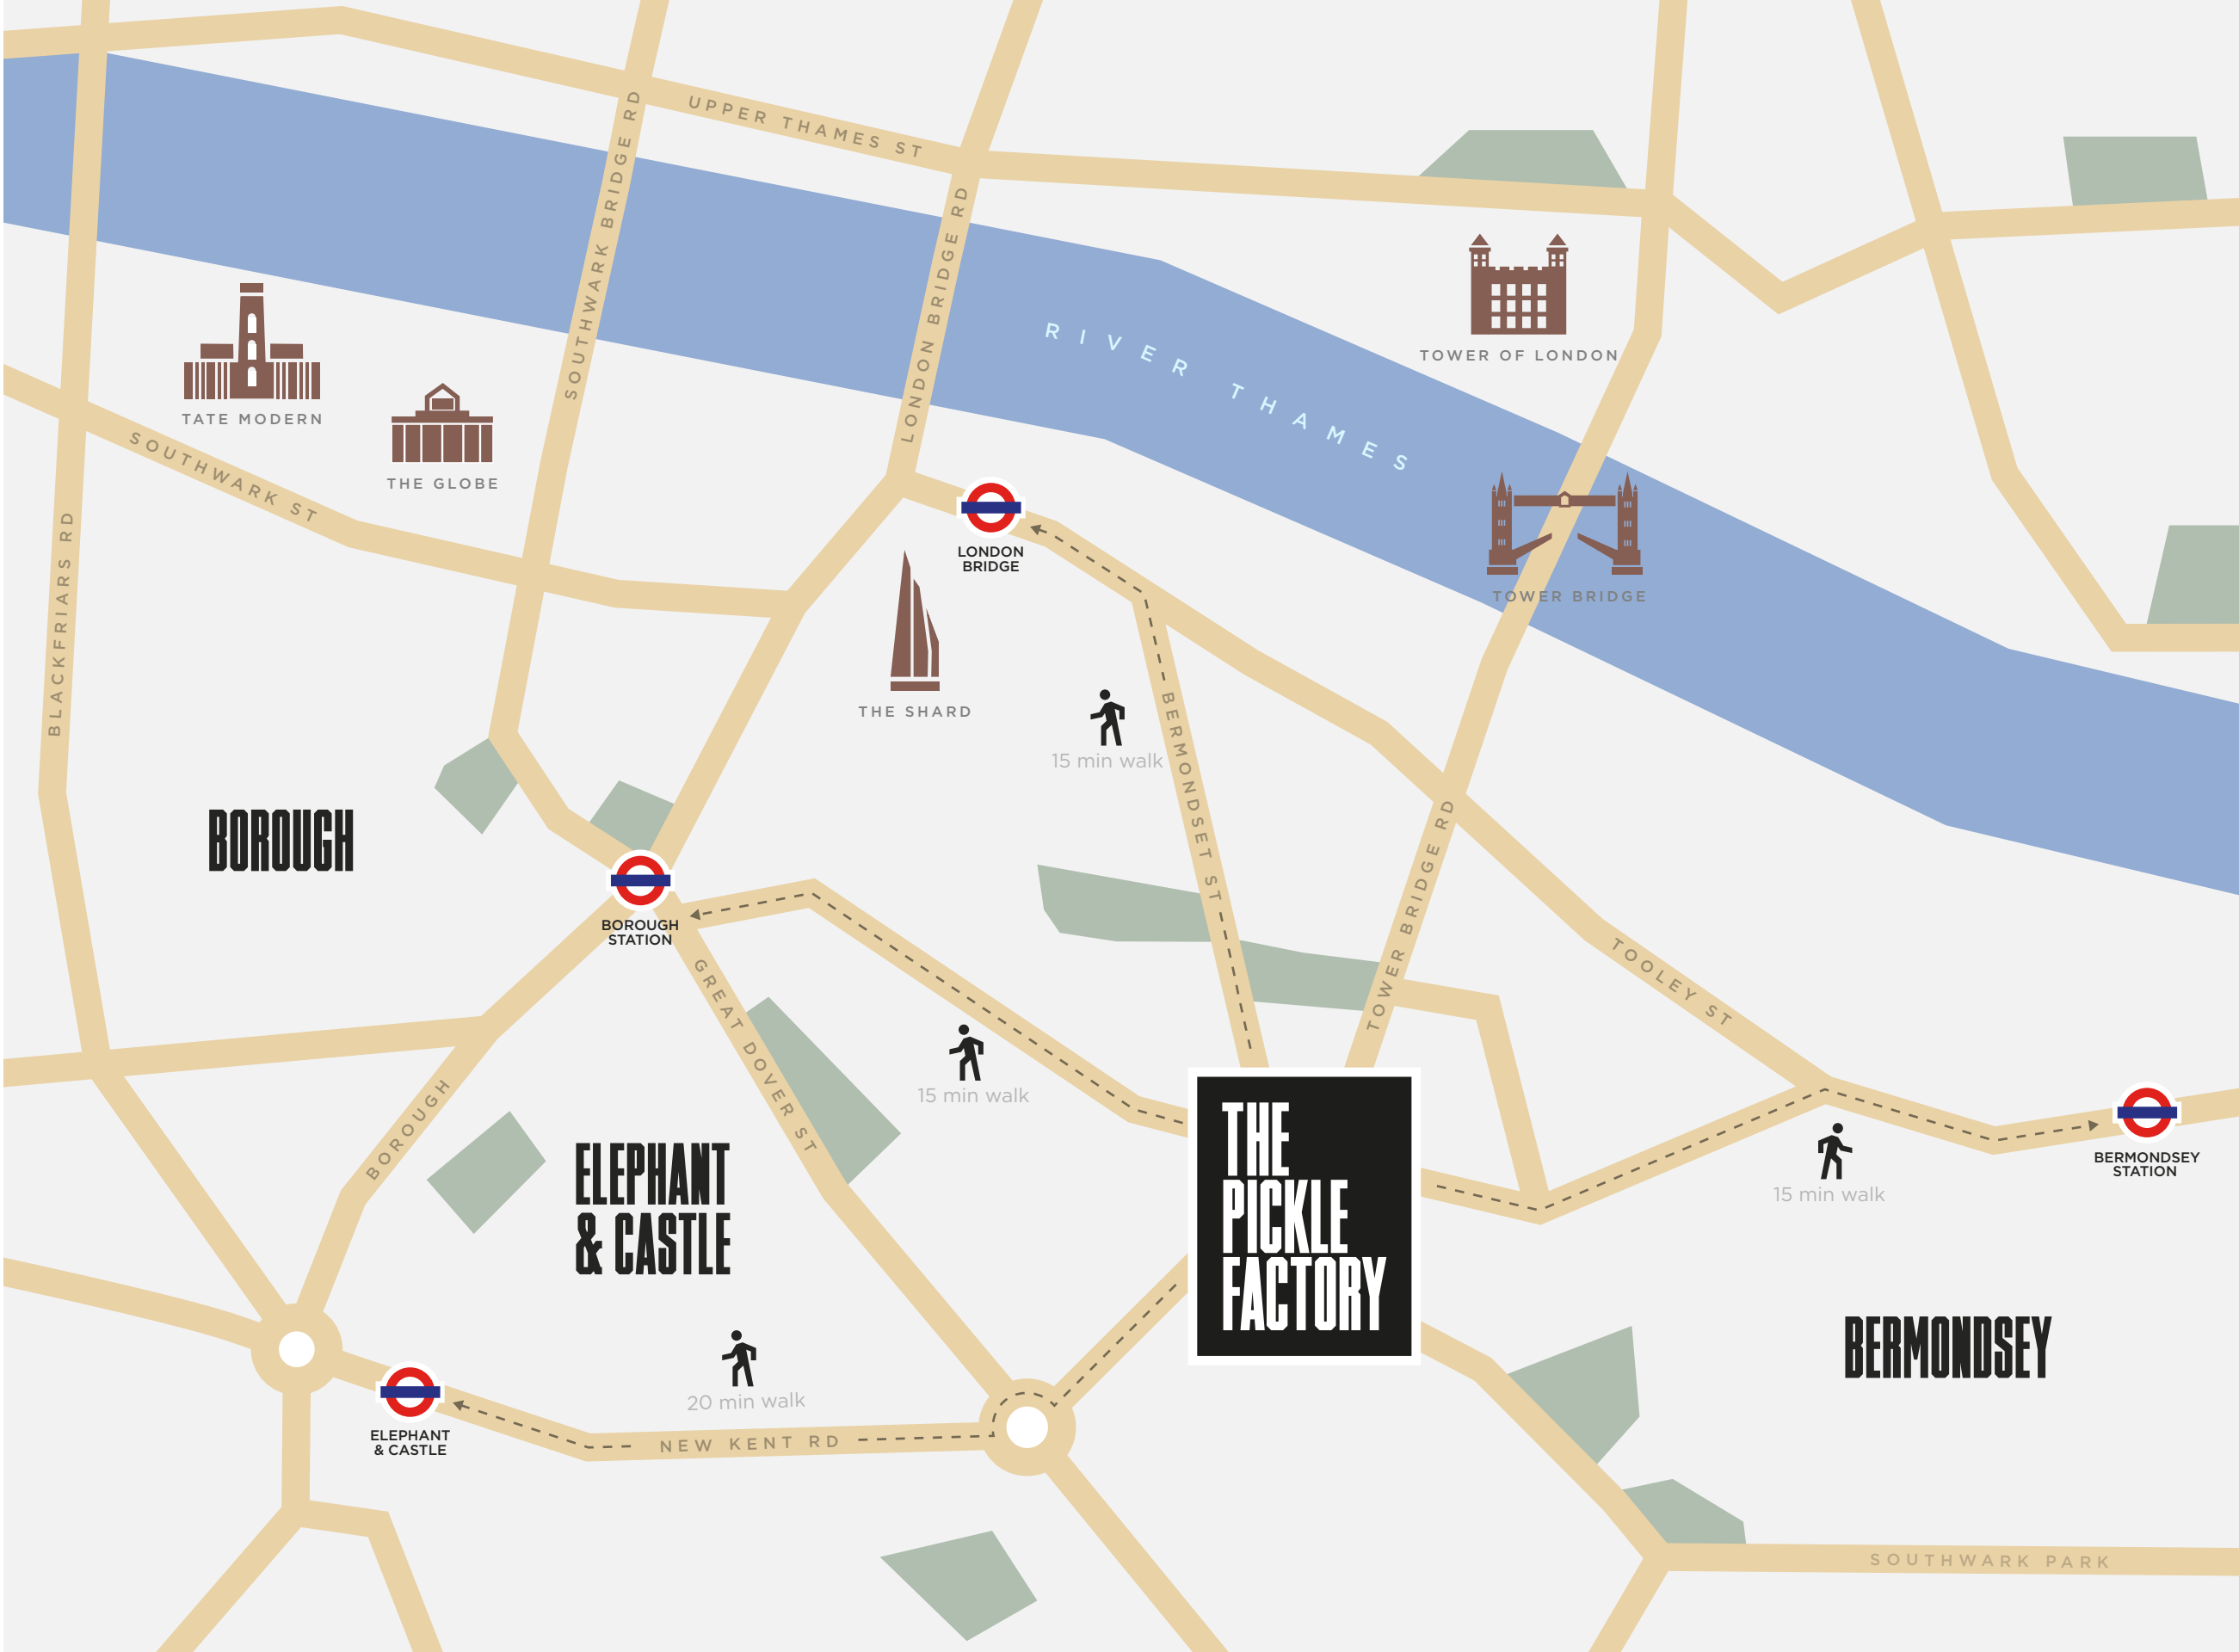 UPPER THAMES ST
SOUTHWARK BRIDGE RD
LONDON BRIDGE RD
RIVER THAMES
TOWER OF LONDON
TATE MODERN
THE GLOBE
SOUTHWARK ST
BLACKFRIARS RD
LONDON
BRIDGE
TOWER BRIDGE
THE SHARD
15 min walk
BERMONDSET ST
TOWER BRIDGE RD
BOROUGH
BOROUGH
STATION
TOOLEY ST
GREAT DOVER ST
15 min walk
BOROUGH
ELEPHANT
& CASTLE
THE
PICKLE
FACTORY
BERMONDSEY
STATION
15 min walk
BERMONDSEY
20 min walk
ELEPHANT
& CASTLE
NEW KENT RD
SOUTHWARK PARK